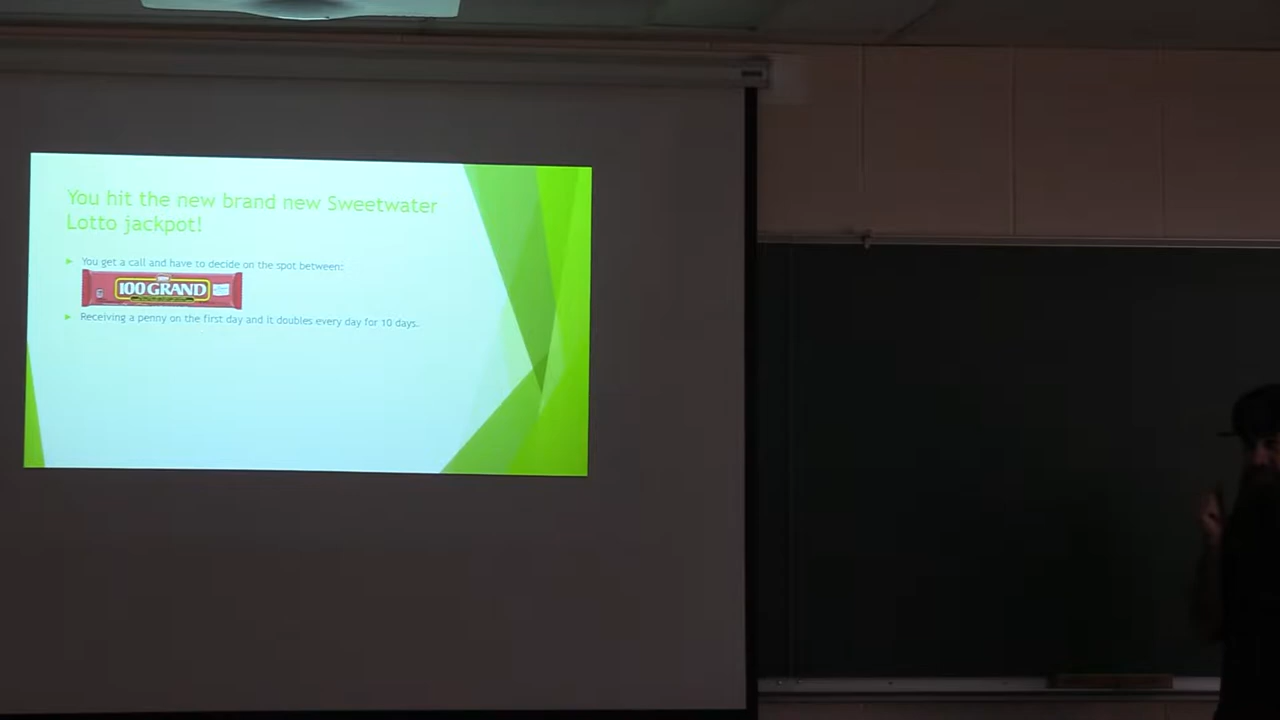 You hit the new brand new Sweetwater
Lotto jackpot!
You get a call and have to decide on the spot between:
100 GRAND
Receiving a penny on the first day and it doubles every day for 10 days.